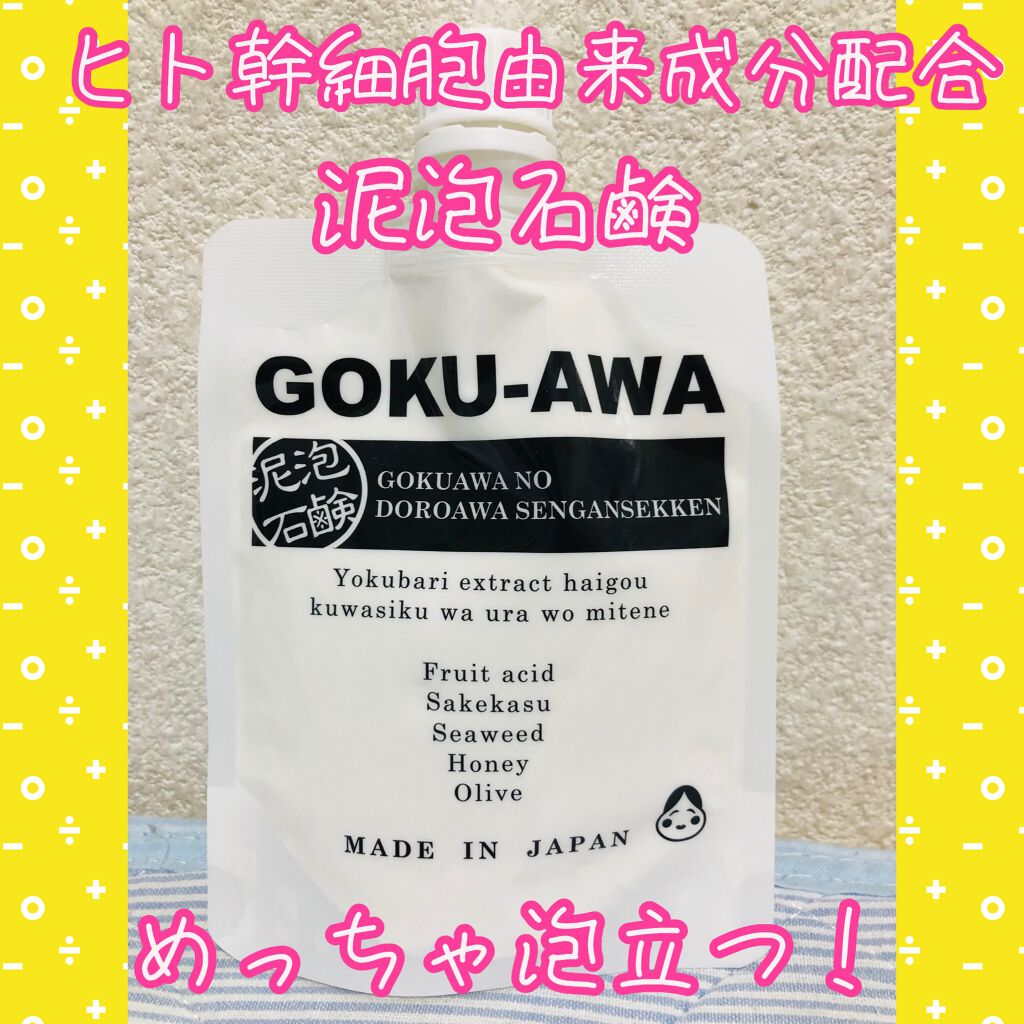 ヒト幹細胞由来成分配合
泥泡石鹸
GOKU-AWA
泥泡
石鹸
GOKUAWA NO
DOROAWA SENGANSEKKEN
Yokubari extract haigou
kuwasiku wa ura wo mitene
Fruit acid
Sakekasu
Seaweed
Honey
Olive
MADE IN JAPAN
めっちゃ泡立つ!